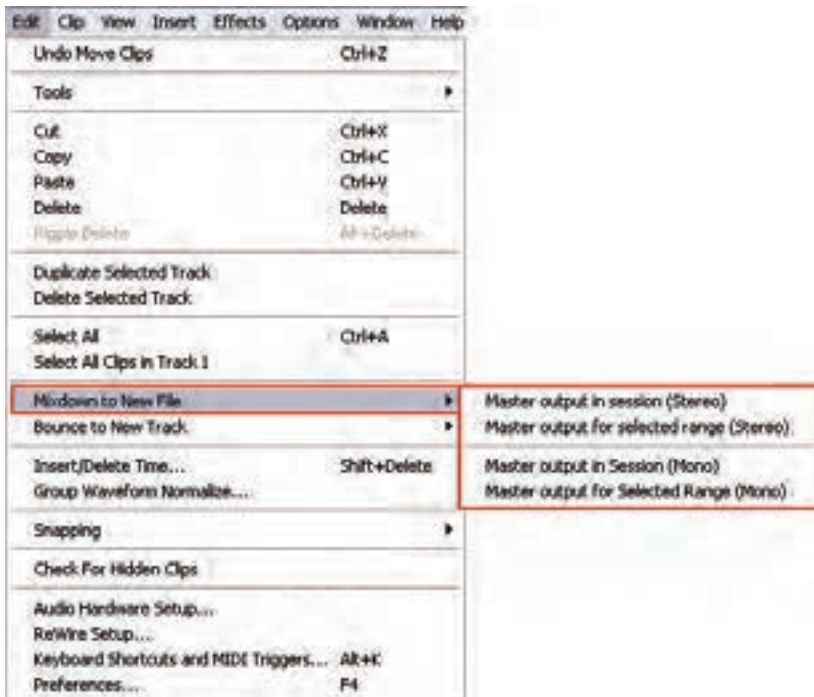 Edit Clip View Insert Effects Options Window Help
Undo Move Clips Ctrl+Z
Tools
Cut Ctrl+X
Copy Ctrl+C
Paste Ctrl+V
Delete Delete
Ripple Delete Alt+Delete
Duplicate Selected Track
Delete Selected Track
Select All Ctrl+A
Select All Clips in Track 1
Mixdown to New File
Master output in session (Stereo)
Master output for selected range (Stereo)
Master output in Session (Mono)
Master output for Selected Range (Mono)
Bounce to New Track
Insert/Delete Time... Shift+Delete
Group Waveform Normalize...
Snapping
Check For Hidden Clips
Audio Hardware Setup...
ReWire Setup...
Keyboard Shortcuts and MIDI Triggers... Alt+K
Preferences... F4